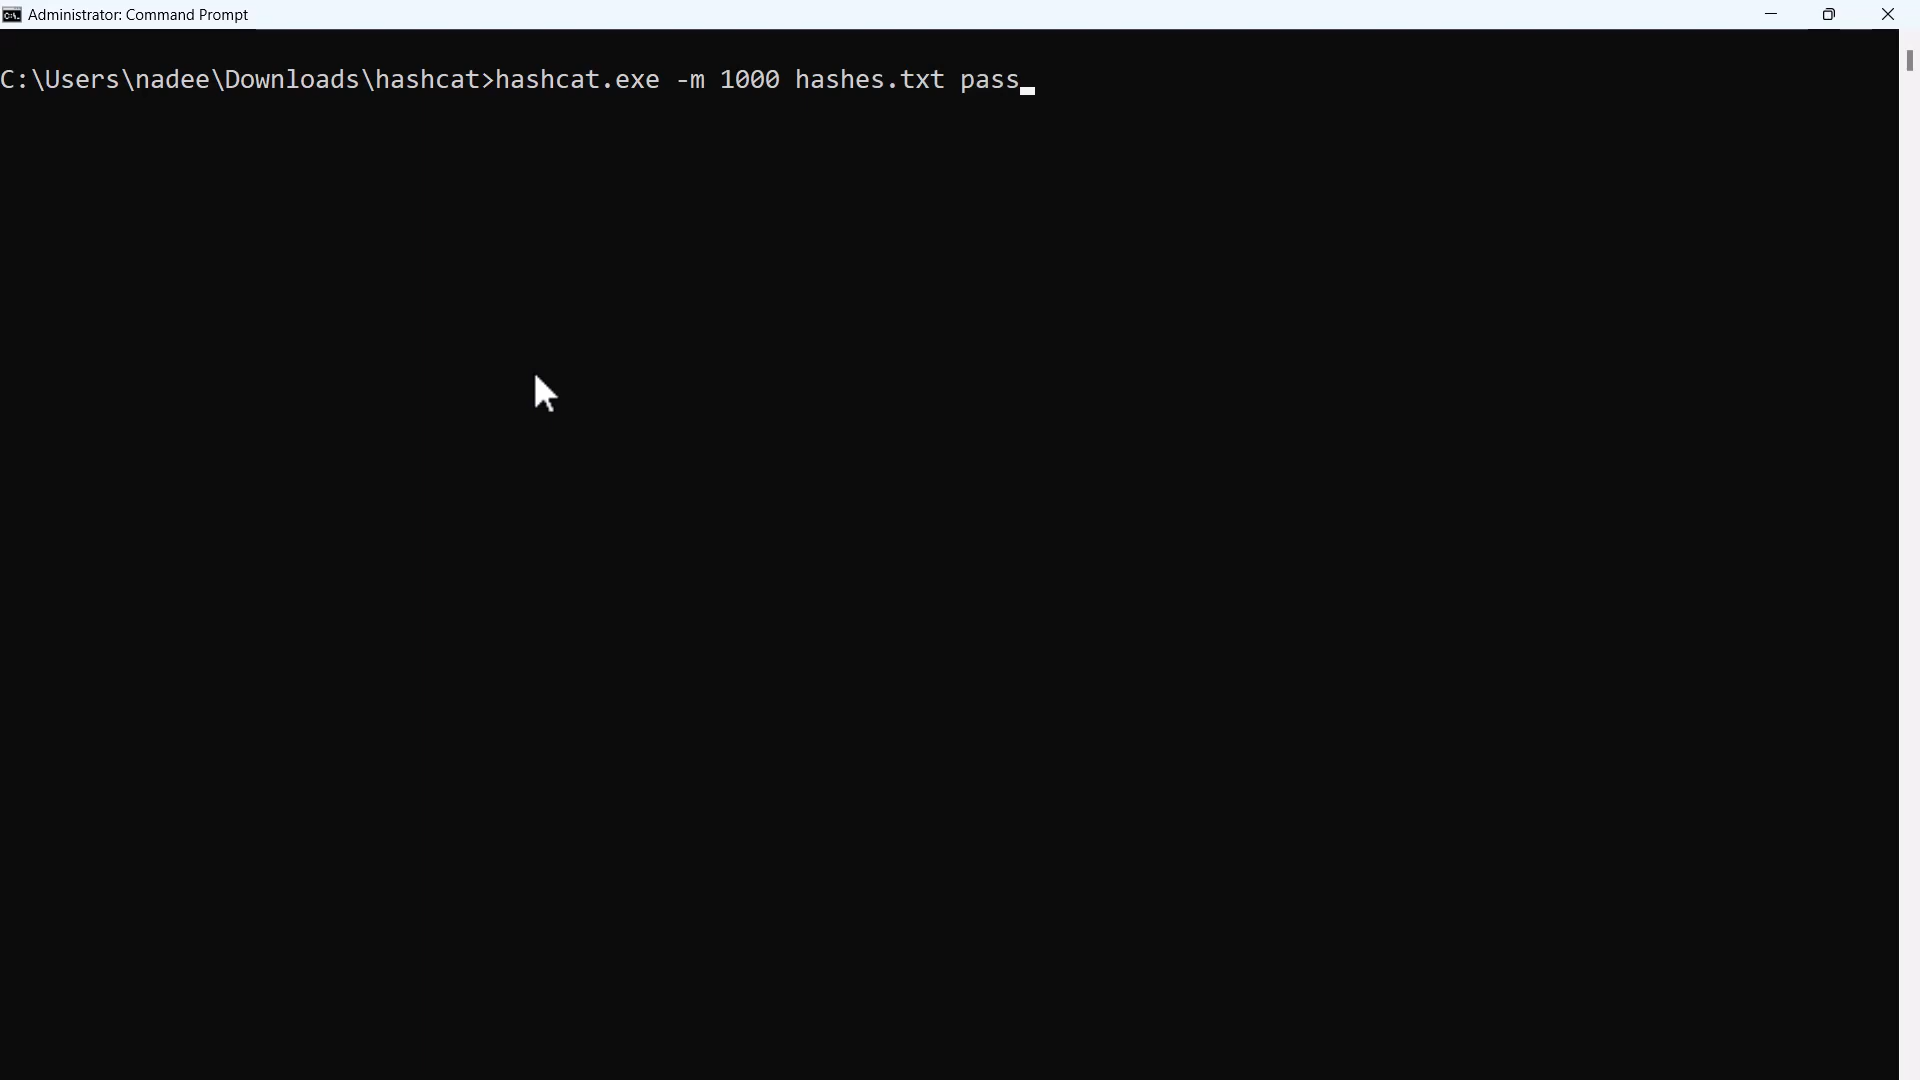 Administrator: Command Prompt
C:\Users\nadee\Downloads\hashcat>hashcat.exe -m 1000 hashes.txt pass